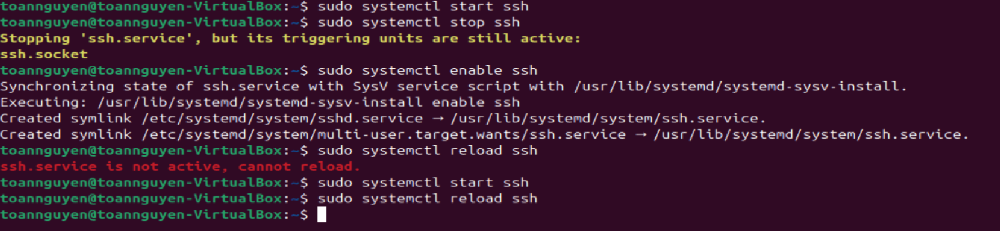 toannguyen@toannguyen-VirtualBox:~$ sudo systemctl start ssh
toannguyen@toannguyen-VirtualBox:~$ sudo systemctl stop ssh
Stopping 'ssh.service', but its triggering units are still active:
ssh.socket
toannguyen@toannguyen-VirtualBox:~$ sudo systemctl enable ssh
Synchronizing state of ssh.service with SysV service script with /usr/lib/systemd/systemd-sysv-install.
Executing: /usr/lib/systemd/systemd-sysv-install enable ssh
Created symlink /etc/systemd/system/sshd.service → /usr/lib/systemd/system/ssh.service.
Created symlink /etc/systemd/system/multi-user.target.wants/ssh.service → /usr/lib/systemd/system/ssh.service.
toannguyen@toannguyen-VirtualBox:~$ sudo systemctl reload ssh
ssh.service is not active, cannot reload.
toannguyen@toannguyen-VirtualBox:~$ sudo systemctl start ssh
toannguyen@toannguyen-VirtualBox:~$ sudo systemctl reload ssh
toannguyen@toannguyen-VirtualBox:~$